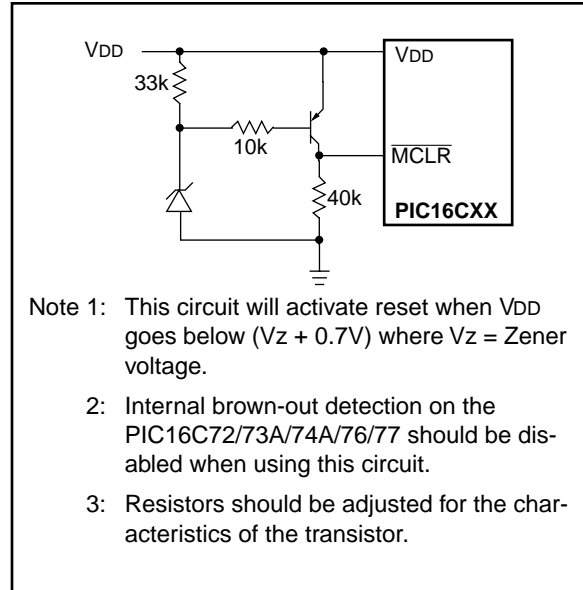 VDD
VDD
33k
10k
MCLR
40k
PIC16CXX
Note 1: This circuit will activate reset when VDD
goes below (Vz + 0.7V) where Vz = Zener
voltage.
2: Internal brown-out detection on the
PIC16C72/73A/74A/76/77 should be dis-
abled when using this circuit.
3: Resistors should be adjusted for the char-
acteristics of the transistor.